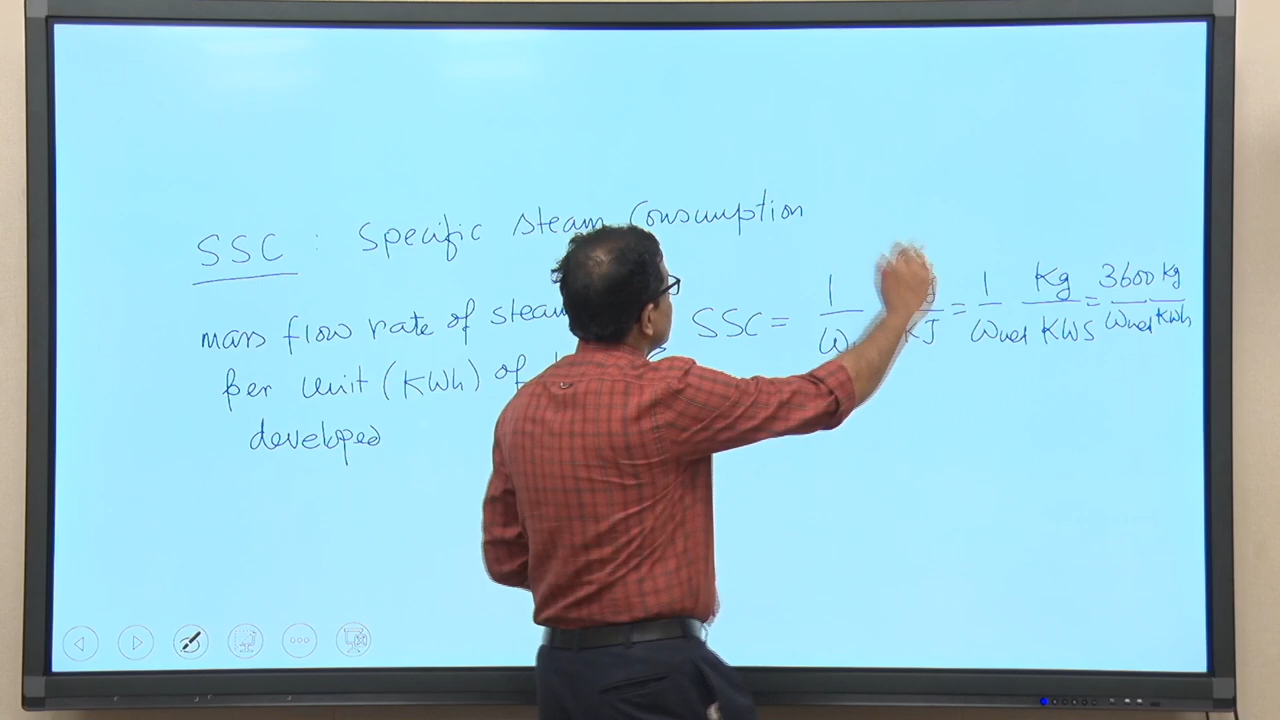 SSC : Specific steam Consumption
mass flow rate of steam
per unit (KWh) of
developed
SSC = 1/ KJ = 1/Wnet Kg/KWS = 3600/Wnet Kg/KWh